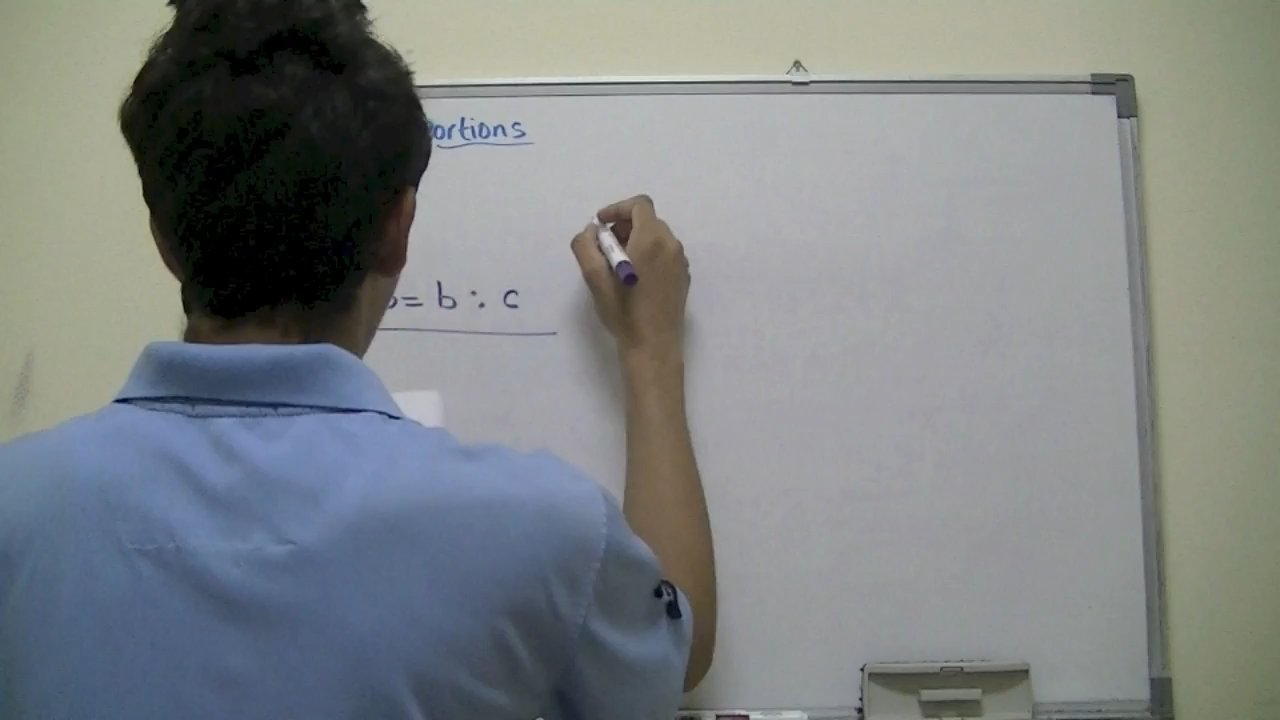 ortions
= b : c